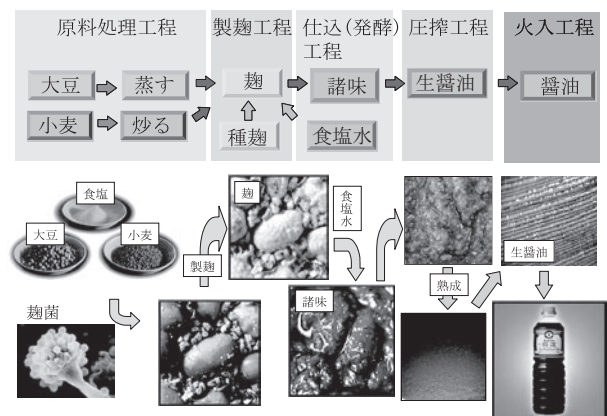 原料処理工程
製麹工程
仕込(発酵)
工程
圧搾工程
火入工程
大豆
蒸す
麹
諸味
生醤油
醤油
小麦
炒る
種麹
食塩水
食塩
大豆
小麦
麹菌
製麹
麹
食塩水
諸味
熟成
生醤油